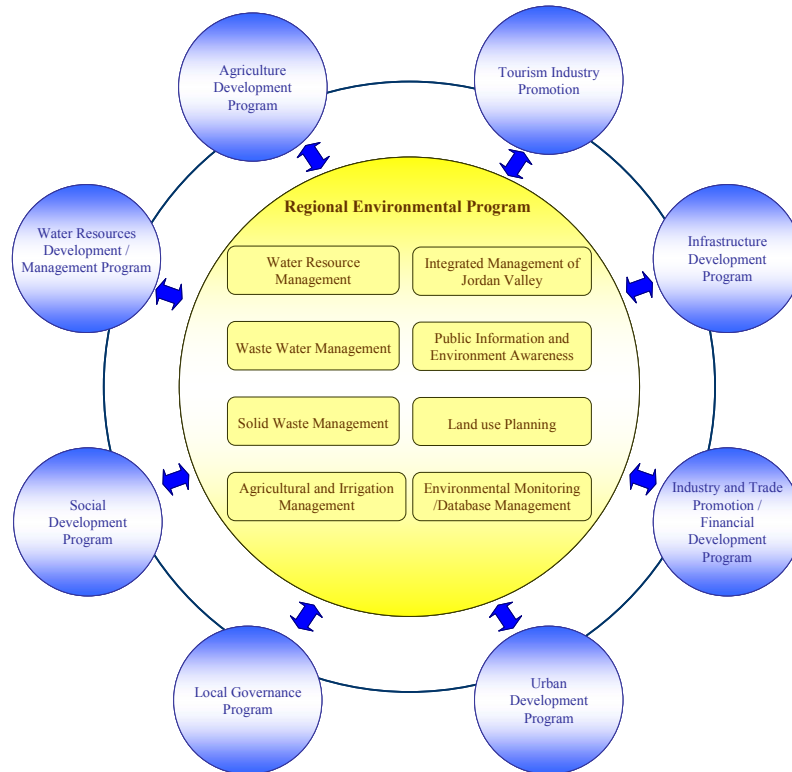 Agriculture
Development
Program
Tourism Industry
Promotion
Water Resources
Development /
Management Program
Infrastructure
Development
Program
Regional Environmental Program
Water Resource
Management
Integrated Management of
Jordan Valley
Waste Water Management
Public Information and
Environment Awareness
Solid Waste Management
Land use Planning
Agricultural and Irrigation
Management
Environmental Monitoring
/Database Management
Social
Development
Program
Industry and Trade
Promotion /
Financial
Development
Program
Local Governance
Program
Urban
Development
Program